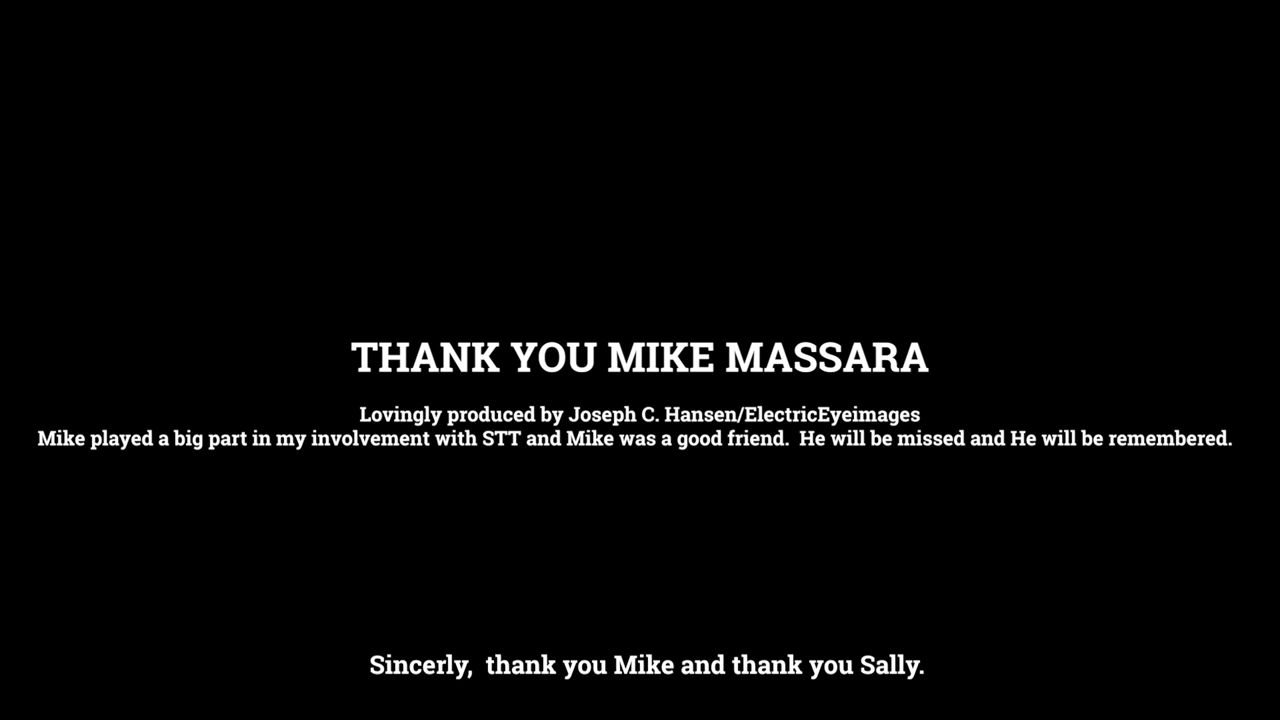 THANK YOU MIKE MASSARA
Lovingly produced by Joseph C. Hansen/ElectricEyeimages
Mike played a big part in my involvement with STT and Mike was a good friend.  He will be missed and He will be remembered.
Sincerly,  thank you Mike and thank you Sally.